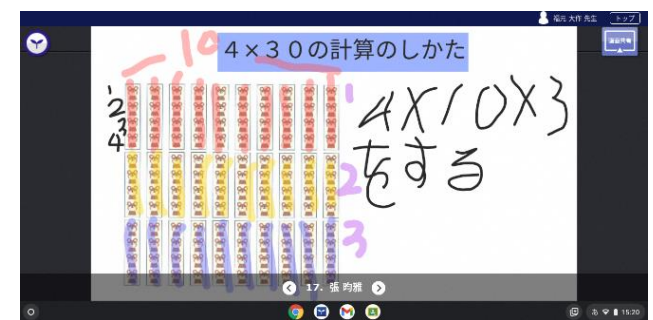 福元 大作 先生 トップ
10
4×30の計算のしかた
1
2
3
4
1
2
3
4×10×3
をする
17. 張 昀雅
あ 15:20